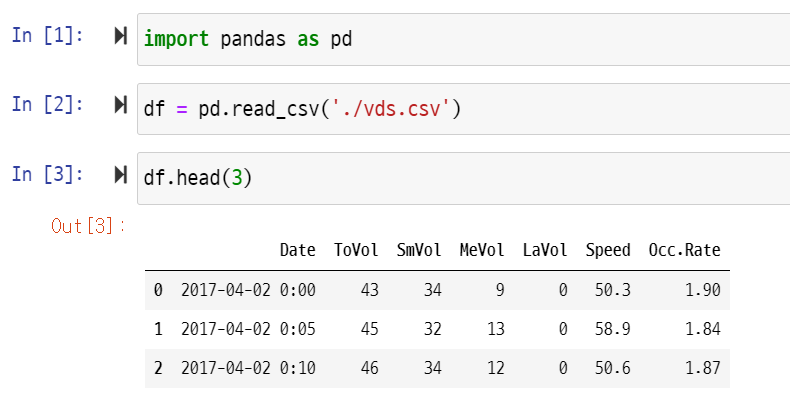 In [1]: import pandas as pd
In [2]: df = pd.read_csv('./vds.csv')
In [3]: df.head(3)
Out[3]:
Date ToVol SmVol MeVol LaVol Speed Occ.Rate
0 2017-04-02 0:00 43 34 9 0 50.3 1.90
1 2017-04-02 0:05 45 32 13 0 58.9 1.84
2 2017-04-02 0:10 46 34 12 0 50.6 1.87